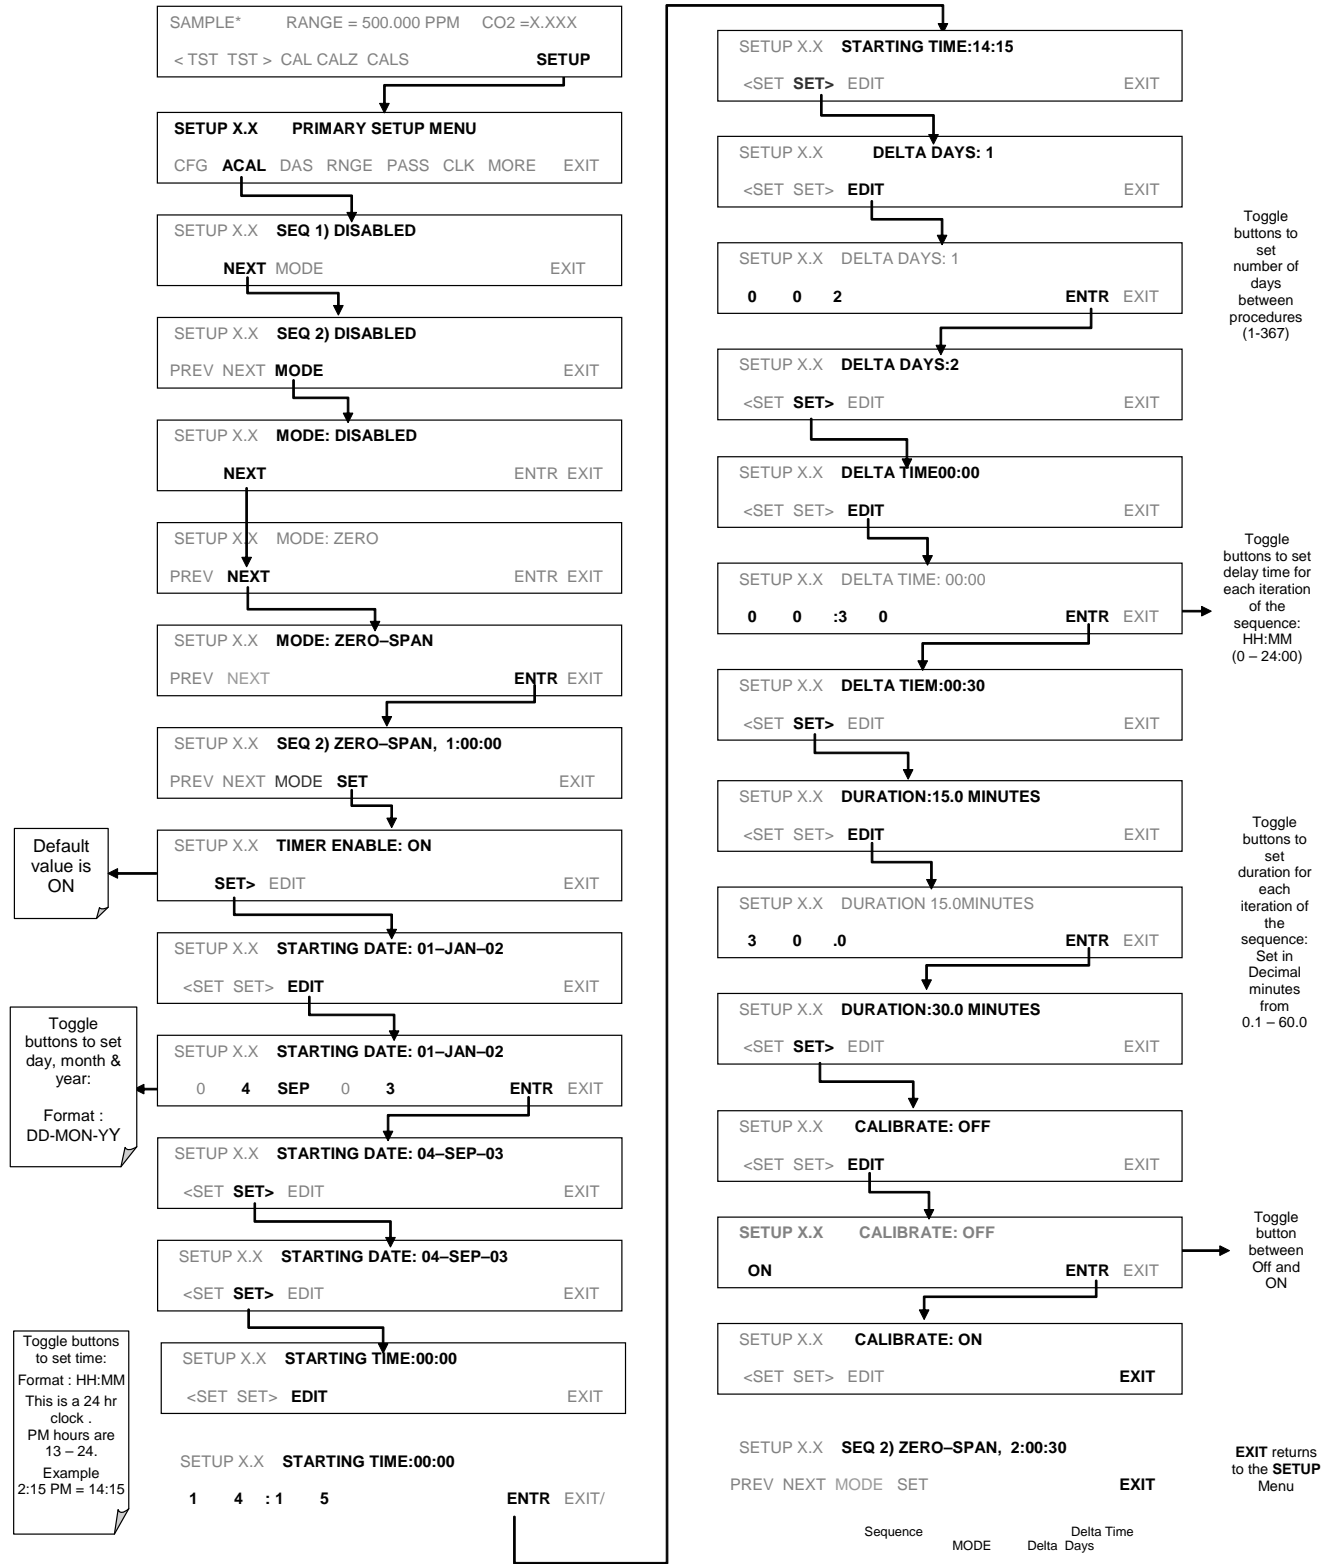 SAMPLE* RANGE = 500.000 PPM CO2 =X.XXX
< TST TST > CAL CALZ CALS SETUP
SETUP X.X PRIMARY SETUP MENU
CFG ACAL DAS RNGE PASS CLK MORE EXIT
SETUP X.X SEQ 1) DISABLED
NEXT MODE EXIT
SETUP X.X SEQ 2) DISABLED
PREV NEXT MODE EXIT
SETUP X.X MODE: DISABLED
NEXT ENTR EXIT
SETUP X.X MODE: ZERO
PREV NEXT ENTR EXIT
SETUP X.X MODE: ZERO–SPAN
PREV NEXT ENTR EXIT
SETUP X.X SEQ 2) ZERO–SPAN, 1:00:00
PREV NEXT MODE SET EXIT
Default
value is
ON
SETUP X.X TIMER ENABLE: ON
SET> EDIT EXIT
SETUP X.X STARTING DATE: 01–JAN–02
<SET SET> EDIT EXIT
Toggle
buttons to set
day, month &
year:
Format :
DD-MON-YY
SETUP X.X STARTING DATE: 01–JAN–02
0 4 SEP 0 3 ENTR EXIT
SETUP X.X STARTING DATE: 04–SEP–03
<SET SET> EDIT EXIT
SETUP X.X STARTING DATE: 04–SEP–03
<SET SET> EDIT EXIT
Toggle buttons
to set time:
Format : HH:MM
This is a 24 hr
clock .
PM hours are
13 – 24.
Example
2:15 PM = 14:15
SETUP X.X STARTING TIME:00:00
<SET SET> EDIT EXIT
SETUP X.X STARTING TIME:00:00
1 4 : 1 5 ENTR EXIT/
SETUP X.X STARTING TIME:14:15
<SET SET> EDIT EXIT
SETUP X.X DELTA DAYS: 1
<SET SET> EDIT EXIT
SETUP X.X DELTA DAYS: 1
0 0 2 ENTR EXIT
Toggle
buttons to
set
number of
days
between
procedures
(1-367)
SETUP X.X DELTA DAYS:2
<SET SET> EDIT EXIT
SETUP X.X DELTA TIME00:00
<SET SET> EDIT EXIT
SETUP X.X DELTA TIME: 00:00
0 0 :3 0 ENTR EXIT
Toggle
buttons to set
delay time for
each iteration
of the
sequence:
HH:MM
(0 – 24:00)
SETUP X.X DELTA TIEM:00:30
<SET SET> EDIT EXIT
SETUP X.X DURATION:15.0 MINUTES
<SET SET> EDIT EXIT
SETUP X.X DURATION 15.0MINUTES
3 0 .0 ENTR EXIT
Toggle
buttons to
set
duration for
each
iteration of
the
sequence:
Set in
Decimal
minutes
from
0.1 – 60.0
SETUP X.X DURATION:30.0 MINUTES
<SET SET> EDIT EXIT
SETUP X.X CALIBRATE: OFF
<SET SET> EDIT EXIT
SETUP X.X CALIBRATE: OFF
ON ENTR EXIT
Toggle
button
between
Off and
ON
SETUP X.X CALIBRATE: ON
<SET SET> EDIT EXIT
SETUP X.X SEQ 2) ZERO–SPAN, 2:00:30
PREV NEXT MODE SET EXIT
EXIT returns
to the SETUP
Menu
Sequence Delta Time
MODE Delta Days